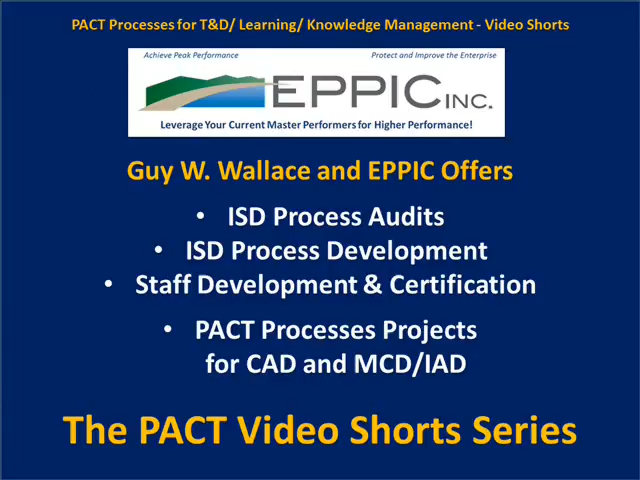 PACT Processes for T&D/ Learning/ Knowledge Management - Video Shorts
Achieve Peak Performance Protect and Improve the Enterprise
EPPIC INC.
Leverage Your Current Master Performers for Higher Performance!
Guy W. Wallace and EPPIC Offers
• ISD Process Audits
• ISD Process Development
• Staff Development & Certification
• PACT Processes Projects
for CAD and MCD/IAD
The PACT Video Shorts Series